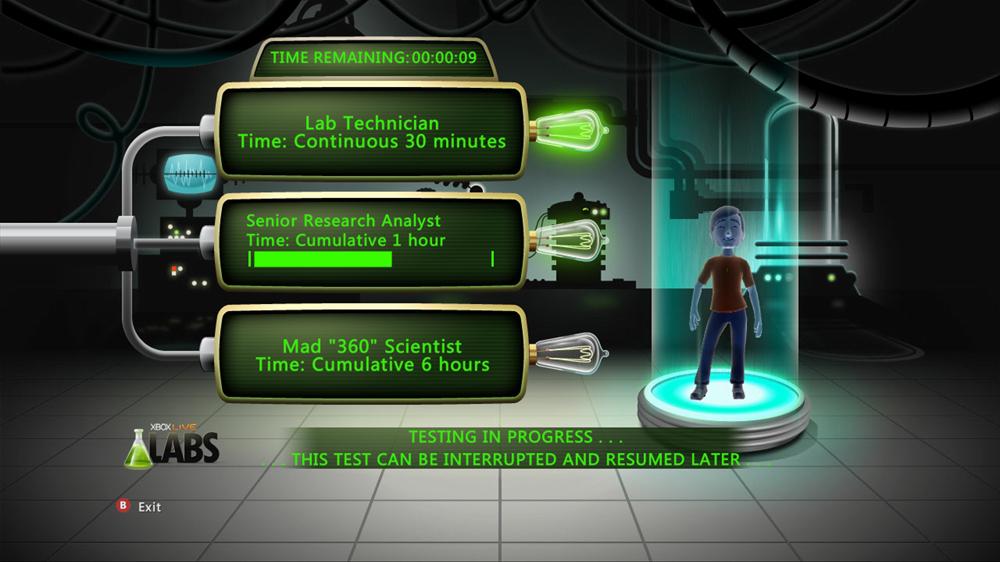 TIME REMAINING: 00:00:09
Lab Technician
Time: Continuous 30 minutes
Senior Research Analyst
Time: Cumulative 1 hour
Mad "360" Scientist
Time: Cumulative 6 hours
XBOX LIVE
LABS
TESTING IN PROGRESS . . .
. . . THIS TEST CAN BE INTERRUPTED AND RESUMED LATER . . .
B Exit